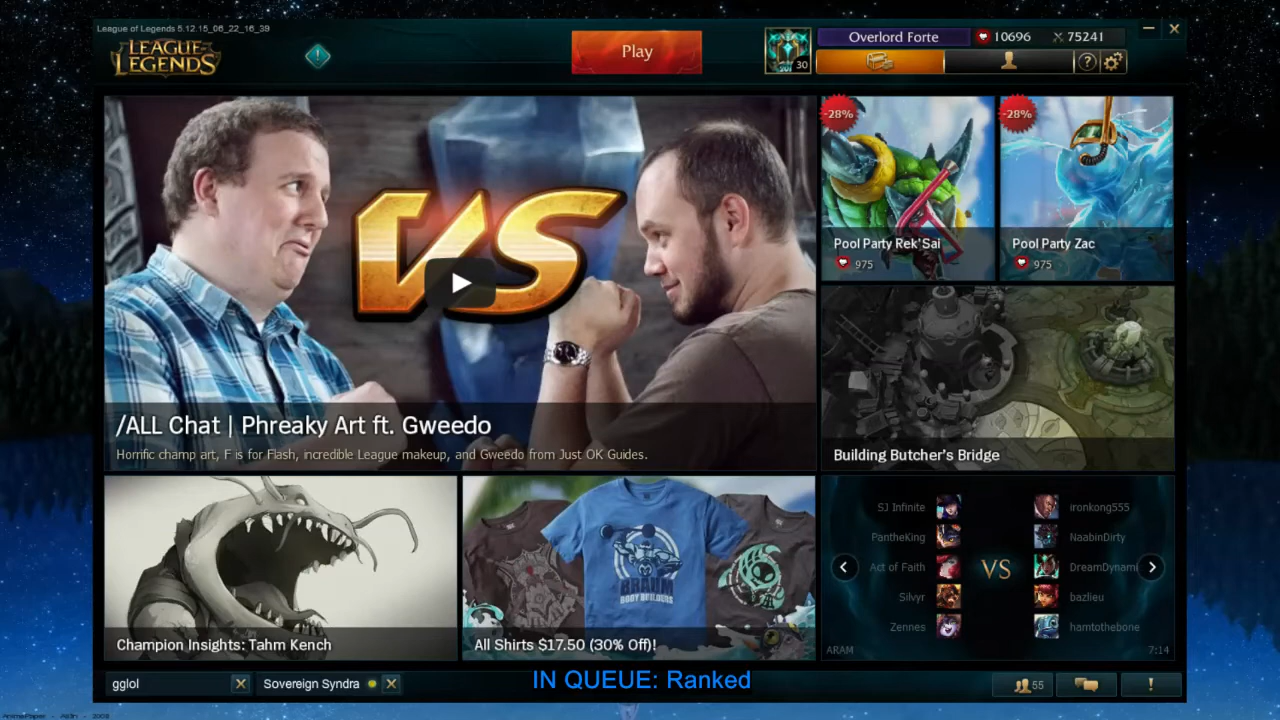 League of Legends 5.12.15_06_22_16_39
LEAGUE of LEGENDS
Play
30
Overlord Forte
10696
75241
?
VS
/ALL Chat | Phreaky Art ft. Gweedo
Horrific champ art, F is for Flash, incredible League makeup, and Gweedo from Just OK Guides.
-28%
Pool Party Rek'Sai
975
-28%
Pool Party Zac
975
Building Butcher's Bridge
Champion Insights: Tahm Kench
BRAUM
BODY BUILDERS
All Shirts $17.50 (30% Off)!
SJ Infinite
ironkong555
PantheKing
NaabinDirty
Act of Faith
VS
DreamDynami
Silvyr
bazlieu
Zennes
hamtothebone
ARAM
7:14
gglol
Sovereign Syndra
IN QUEUE: Ranked
55